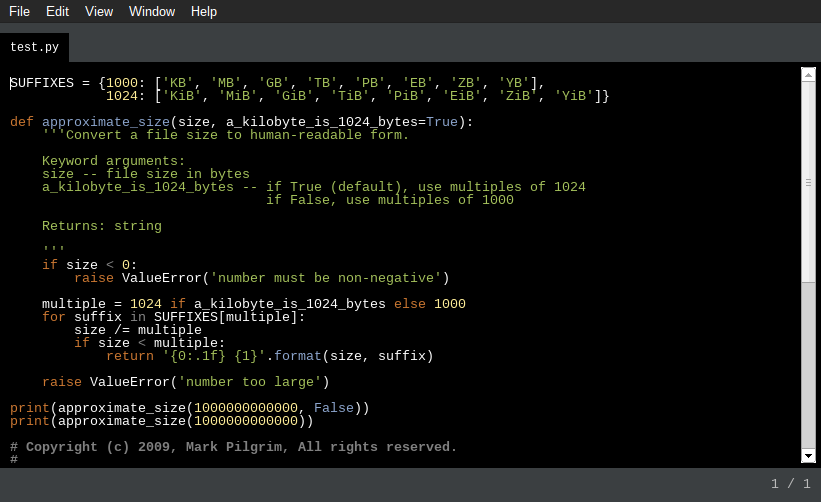 File Edit View Window Help
test.py
SUFFIXES = {1000: ['KB', 'MB', 'GB', 'TB', 'PB', 'EB', 'ZB', 'YB'],
            1024: ['KiB', 'MiB', 'GiB', 'TiB', 'PiB', 'EiB', 'ZiB', 'YiB']}

def approximate_size(size, a_kilobyte_is_1024_bytes=True):
    '''Convert a file size to human-readable form.

    Keyword arguments:
    size -- file size in bytes
    a_kilobyte_is_1024_bytes -- if True (default), use multiples of 1024
                                if False, use multiples of 1000

    Returns: string

    '''
    if size < 0:
        raise ValueError('number must be non-negative')

    multiple = 1024 if a_kilobyte_is_1024_bytes else 1000
    for suffix in SUFFIXES[multiple]:
        size /= multiple
        if size < multiple:
            return '{0:.1f} {1}'.format(size, suffix)

    raise ValueError('number too large')

print(approximate_size(1000000000000, False))
print(approximate_size(1000000000000))

# Copyright (c) 2009, Mark Pilgrim, All rights reserved.
#
1 / 1